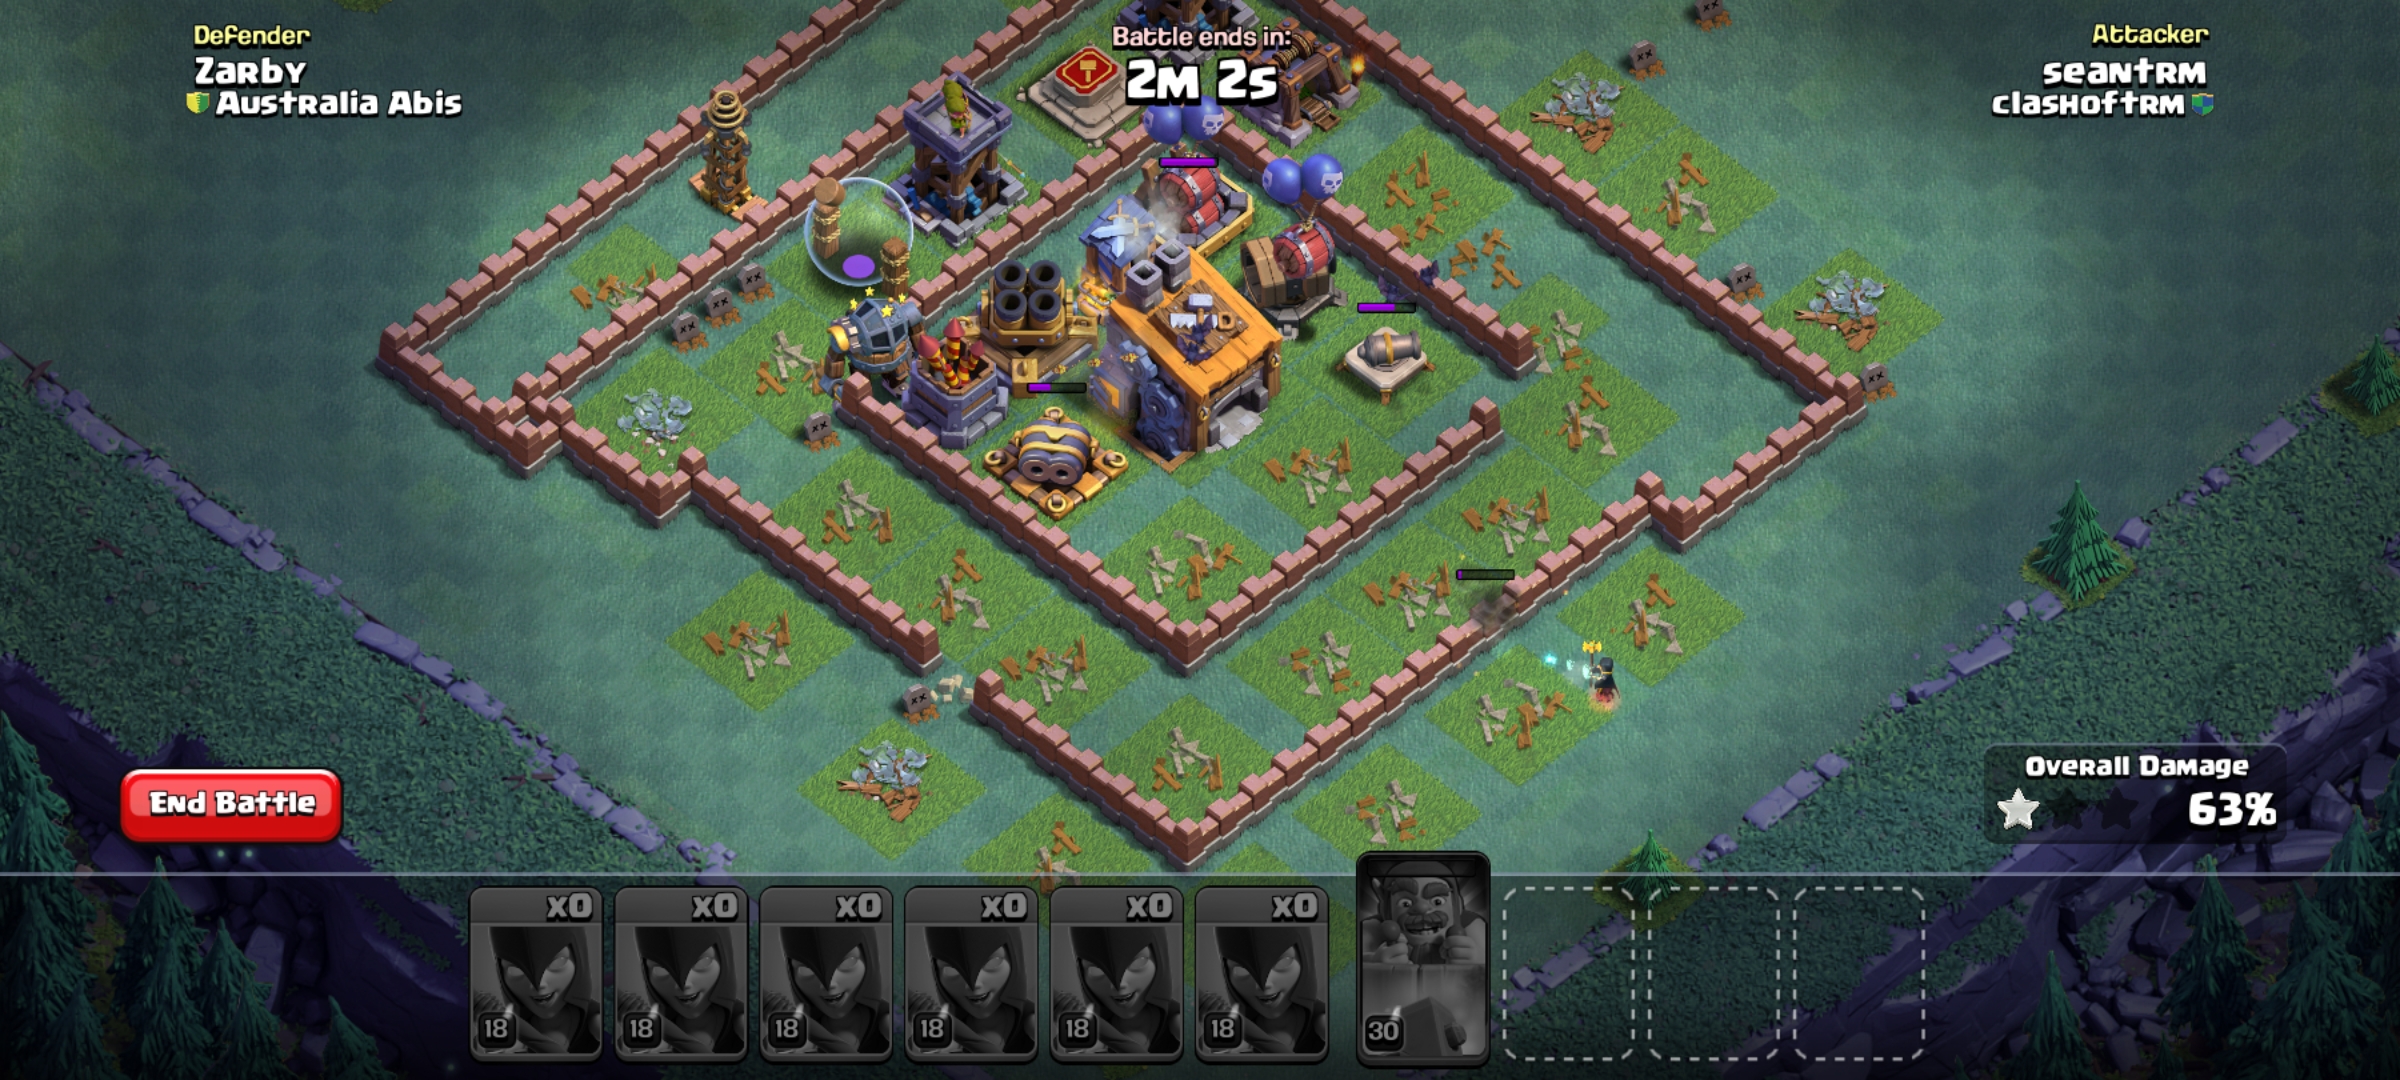 Defender
Zarby
Australia Abis
Battle ends in:
2m 2s
Attacker
seantrm
clashoftrm
End Battle
Overall Damage
63%
x0 x0 x0 x0 x0 x0
18 18 18 18 18 18 30